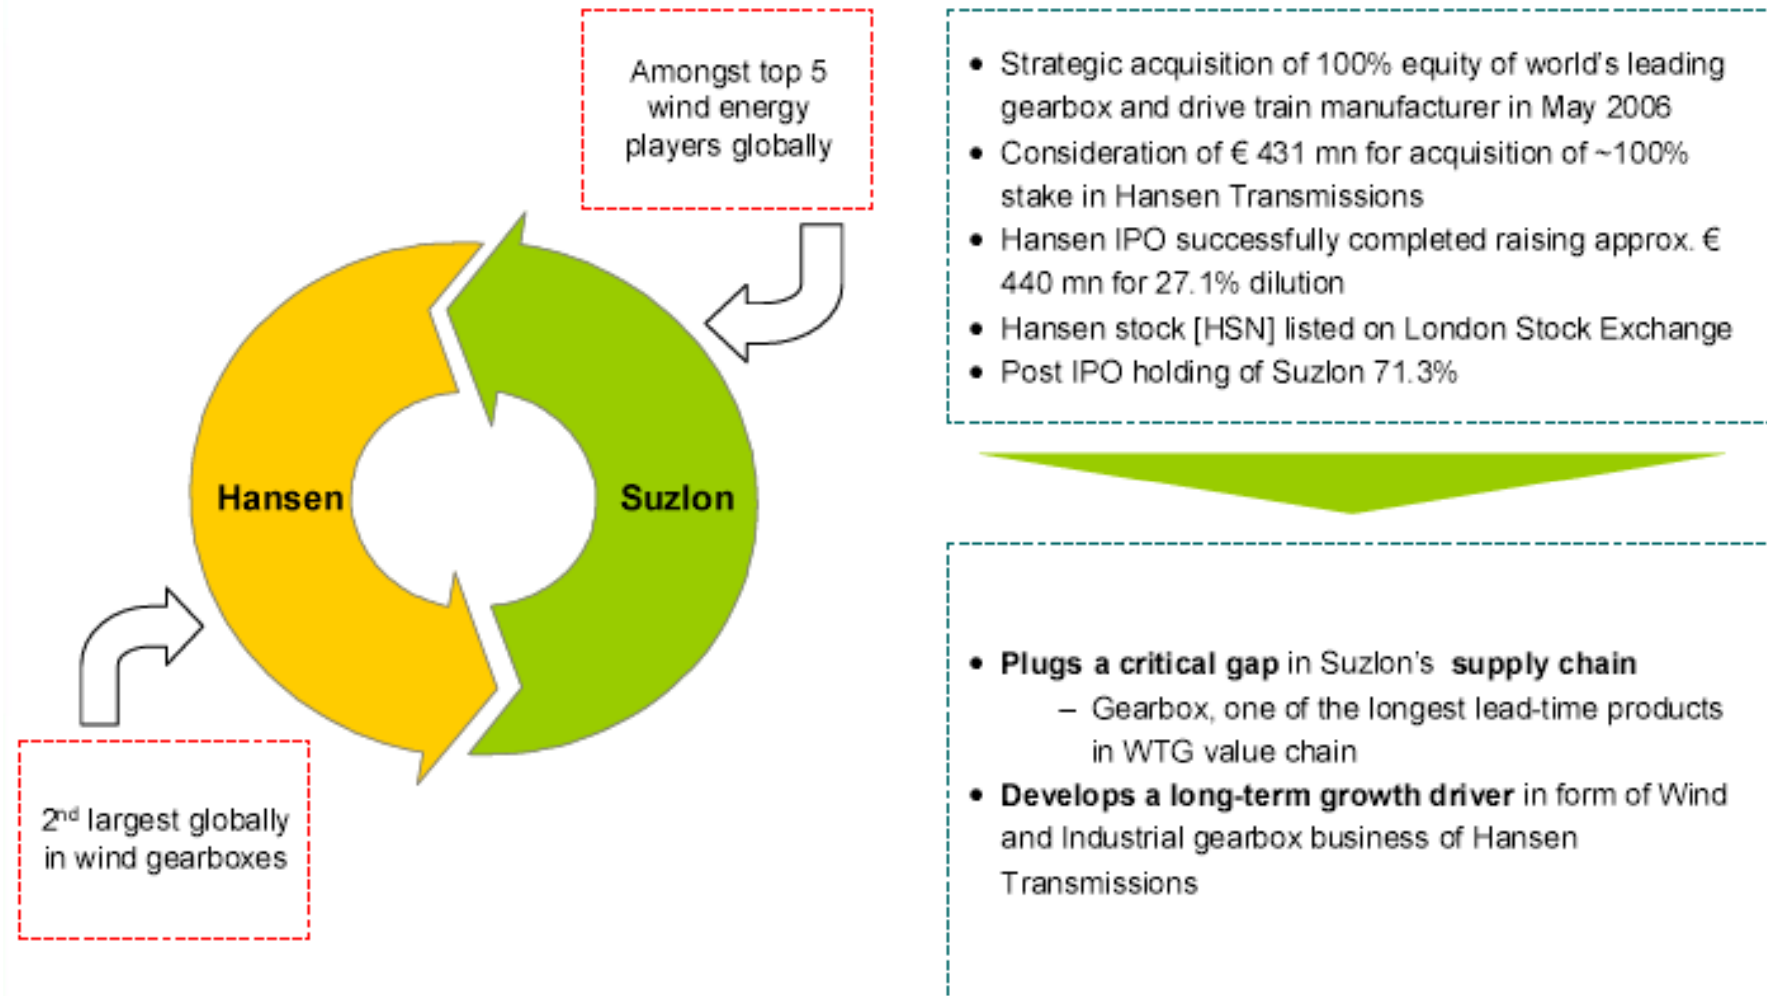 Amongst top 5
wind energy
players globally
Hansen
Suzlon
2nd largest globally
in wind gearboxes
• Strategic acquisition of 100% equity of world's leading
gearbox and drive train manufacturer in May 2006
• Consideration of € 431 mn for acquisition of ~100%
stake in Hansen Transmissions
• Hansen IPO successfully completed raising approx. €
440 mn for 27.1% dilution
• Hansen stock [HSN] listed on London Stock Exchange
• Post IPO holding of Suzlon 71.3%
• Plugs a critical gap in Suzlon's supply chain
– Gearbox, one of the longest lead-time products
in WTG value chain
• Develops a long-term growth driver in form of Wind
and Industrial gearbox business of Hansen
Transmissions